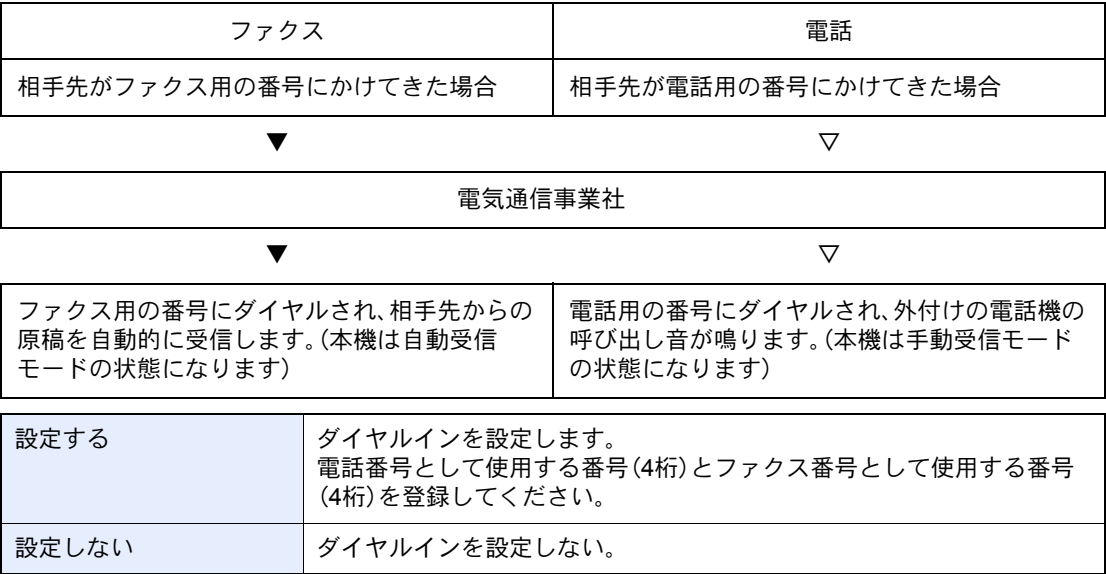 ファクス
電話
相手先がファクス用の番号にかけてきた場合
相手先が電話用の番号にかけてきた場合
▼
▽
電気通信事業社
▼
▽
ファクス用の番号にダイヤルされ、相手先からの
原稿を自動的に受信します。(本機は自動受信
モードの状態になります)
電話用の番号にダイヤルされ、外付けの電話機の
呼び出し音が鳴ります。(本機は手動受信モード
の状態になります)
設定する
ダイヤルインを設定します。
電話番号として使用する番号(4桁)とファクス番号として使用する番号
(4桁)を登録してください。
設定しない
ダイヤルインを設定しない。